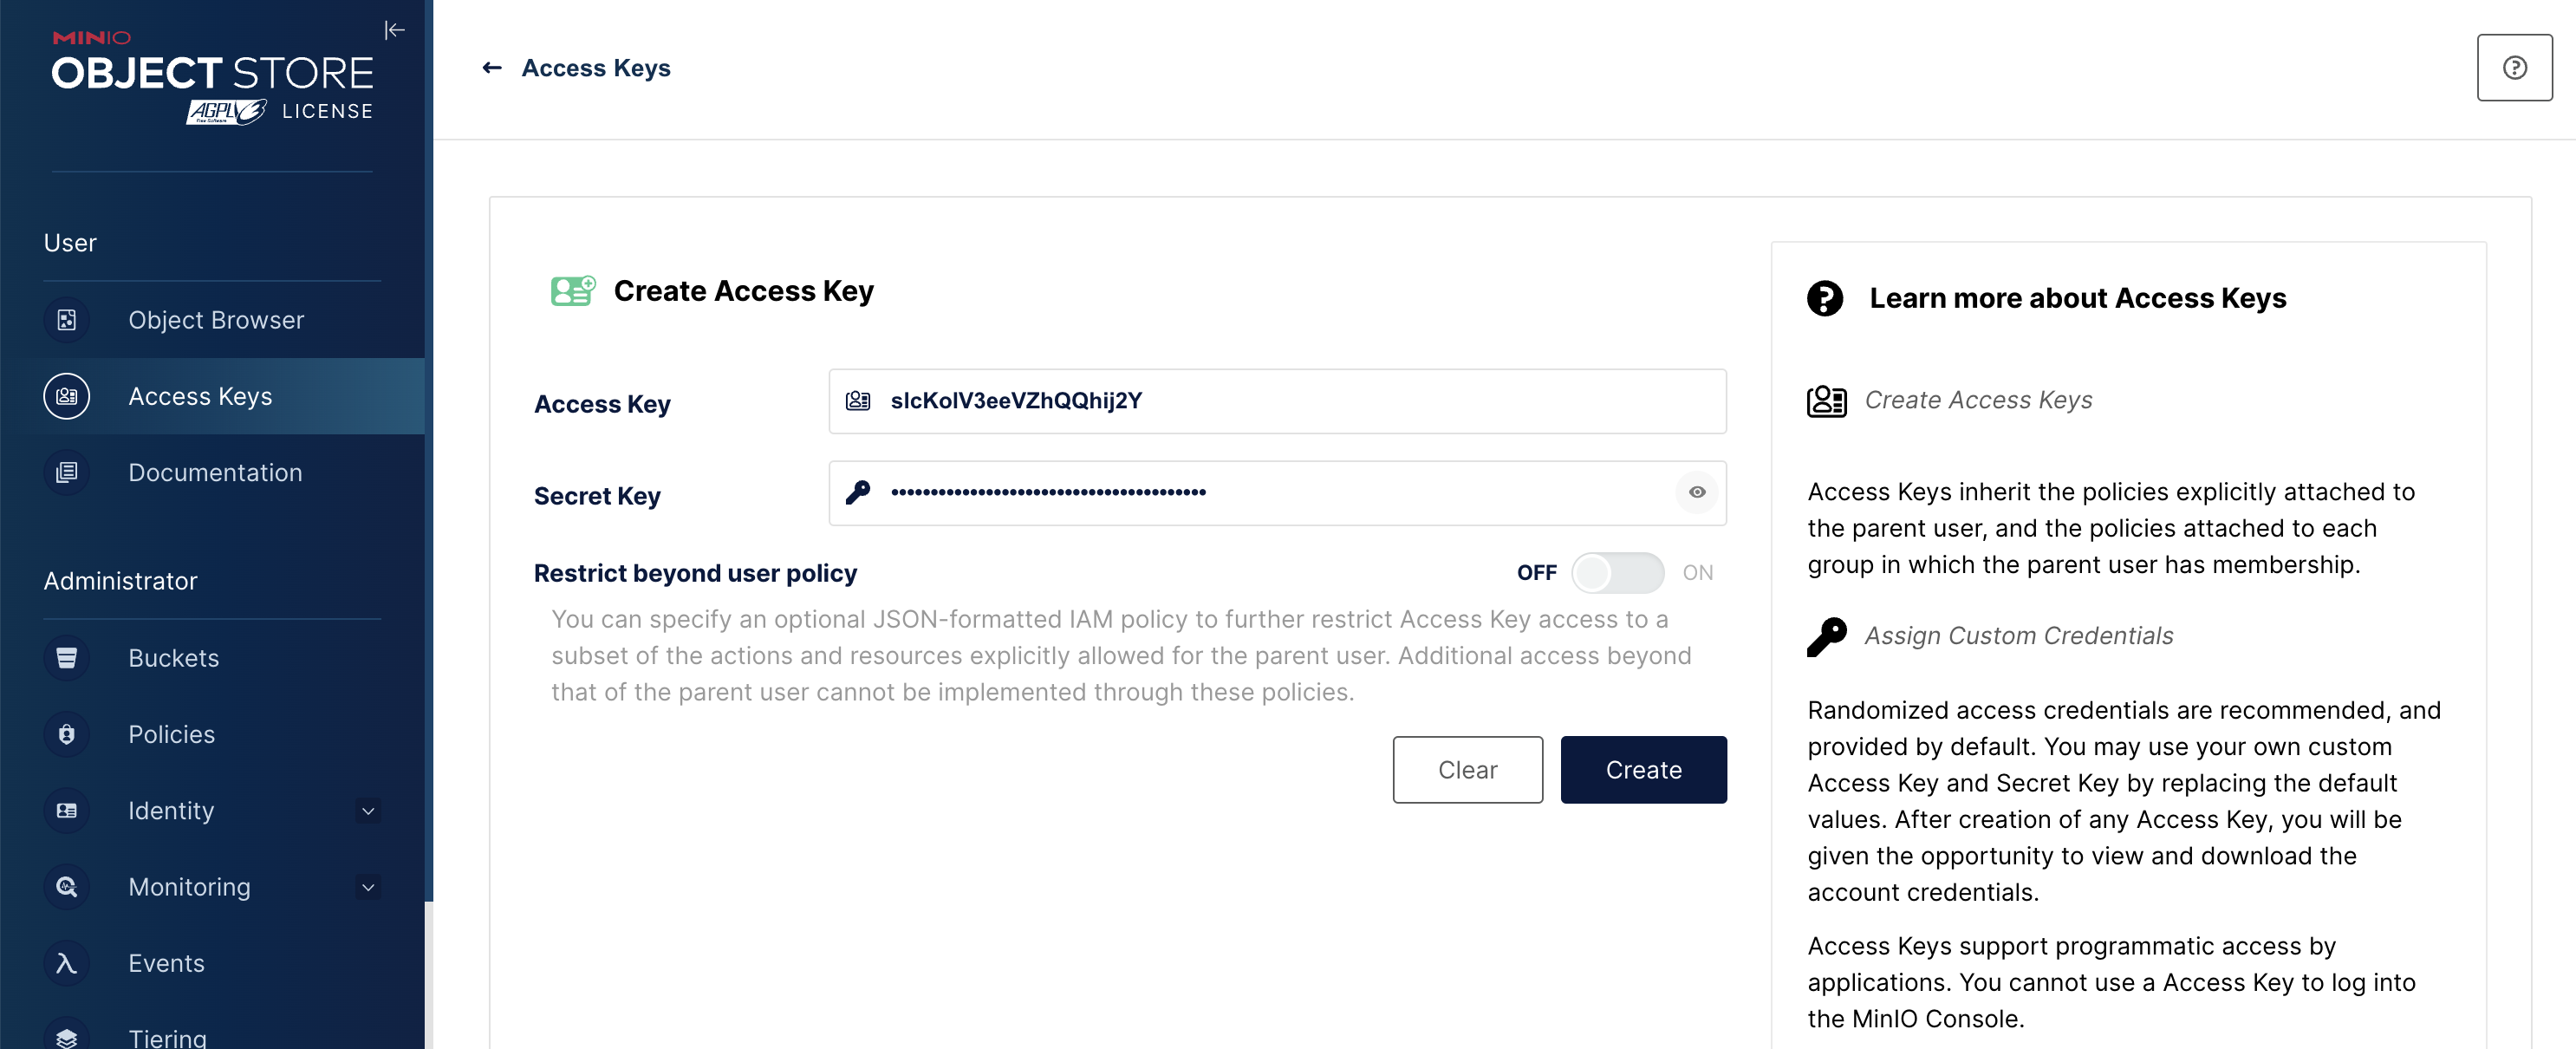 MINIO
OBJECT STORE
AGPLv3 LICENSE
Free Software
User
Object Browser
Access Keys
Documentation
Administrator
Buckets
Policies
Identity
Monitoring
Events
Tiering
Access Keys
Create Access Key
Access Key
slcKolV3eeVZhQQhij2Y
Secret Key
••••••••••••••••••••••••••••••••••••••••
Restrict beyond user policy
OFF
ON
You can specify an optional JSON-formatted IAM policy to further restrict Access Key access to a
subset of the actions and resources explicitly allowed for the parent user. Additional access beyond
that of the parent user cannot be implemented through these policies.
Clear
Create
Learn more about Access Keys
Create Access Keys
Access Keys inherit the policies explicitly attached to
the parent user, and the policies attached to each
group in which the parent user has membership.
Assign Custom Credentials
Randomized access credentials are recommended, and
provided by default. You may use your own custom
Access Key and Secret Key by replacing the default
values. After creation of any Access Key, you will be
given the opportunity to view and download the
account credentials.
Access Keys support programmatic access by
applications. You cannot use a Access Key to log into
the MinIO Console.